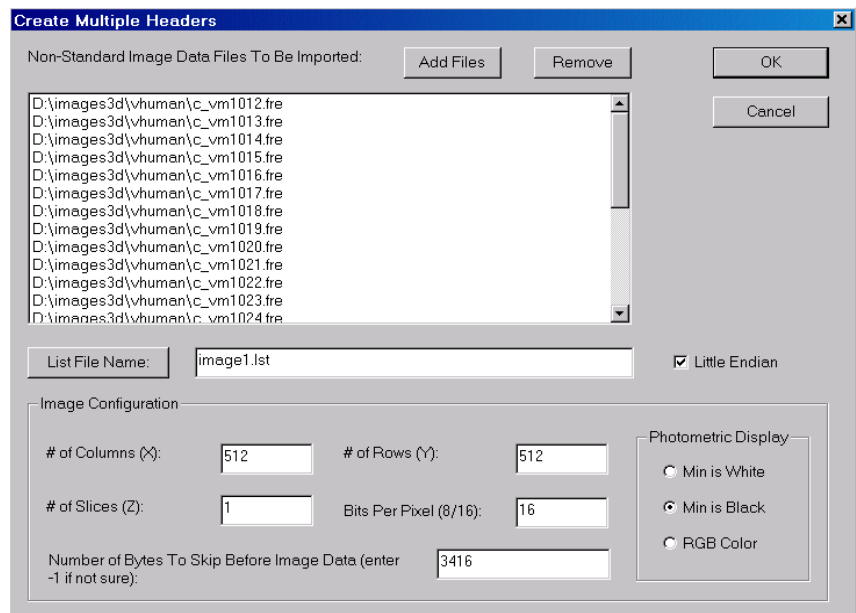 Create Multiple Headers
Non-Standard Image Data Files To Be Imported:
Add Files
Remove
OK
Cancel
D:\images3d\vhuman\c_vm1012.fre
D:\images3d\vhuman\c_vm1013.fre
D:\images3d\vhuman\c_vm1014.fre
D:\images3d\vhuman\c_vm1015.fre
D:\images3d\vhuman\c_vm1016.fre
D:\images3d\vhuman\c_vm1017.fre
D:\images3d\vhuman\c_vm1018.fre
D:\images3d\vhuman\c_vm1019.fre
D:\images3d\vhuman\c_vm1020.fre
D:\images3d\vhuman\c_vm1021.fre
D:\images3d\vhuman\c_vm1022.fre
D:\images3d\vhuman\c_vm1023.fre
D:\images3d\vhuman\c_vm1024.fre
List File Name:
image1.lst
Little Endian
Image Configuration
# of Columns (X):
512
# of Rows (Y):
512
# of Slices (Z):
1
Bits Per Pixel (8/16):
16
Number of Bytes To Skip Before Image Data (enter
-1 if not sure):
3416
Photometric Display
Min is White
Min is Black
RGB Color